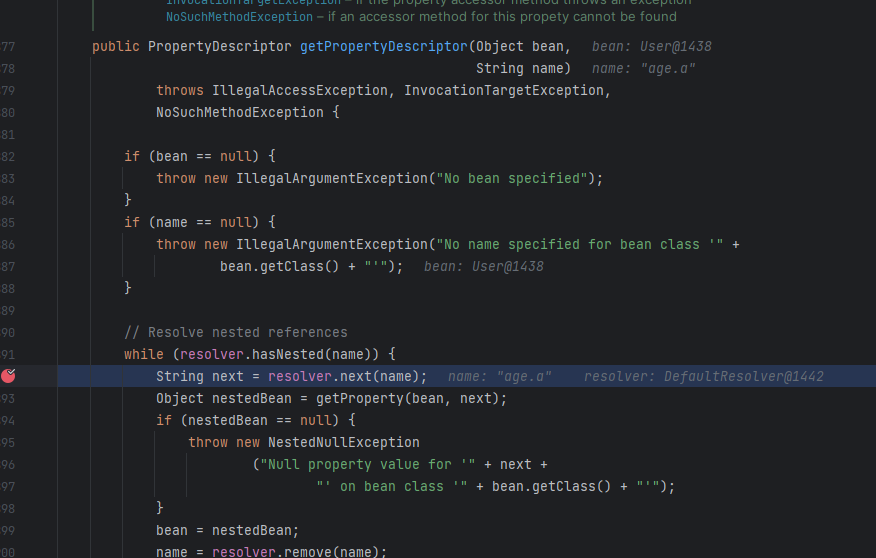 InvocationTargetException – if the property accessor method throws an exception
NoSuchMethodException – if an accessor method for this propety cannot be found
77 public PropertyDescriptor getPropertyDescriptor(Object bean, bean: User@1438
78 String name) name: "age.a"
79 throws IllegalAccessException, InvocationTargetException,
80 NoSuchMethodException {
81
82 if (bean == null) {
83 throw new IllegalArgumentException("No bean specified");
84 }
85 if (name == null) {
86 throw new IllegalArgumentException("No name specified for bean class '" +
87 bean.getClass() + "'"); bean: User@1438
88 }
89
90 // Resolve nested references
91 while (resolver.hasNested(name)) {
String next = resolver.next(name); name: "age.a" resolver: DefaultResolver@1442
93 Object nestedBean = getProperty(bean, next);
94 if (nestedBean == null) {
95 throw new NestedNullException
96 ("Null property value for '" + next +
97 "' on bean class '" + bean.getClass() + "'");
98 }
99 bean = nestedBean;
00 name = resolver.remove(name);